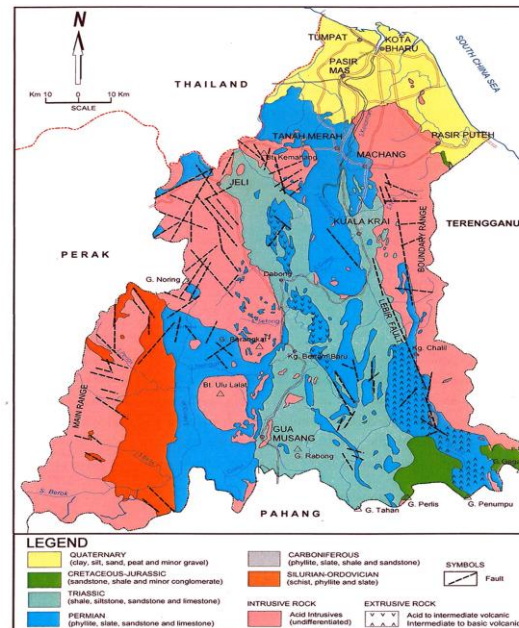 N
Km 10 0 10 Km
SCALE
THAILAND
SOUTH CHINA SEA
TUMPAT
KOTA
BHARU
PASIR
MAS
TANAH MERAH
PASIR PUTEH
MACHANG
Bt. Kemahang
JELI
KUALA KRAI
TERENGGANU
BOUNDARY RANGE
PERAK
G. Noring
Dabong
LEBIR FAULT
Kg. Chalil
Bt. Ulu Lalat
MAIN RANGE
GUA
MUSANG
G. Rabong
S. Berok
G. Tahan
G. Perlis
G. Penumpu
PAHANG
LEGEND
QUATERNARY
(clay, silt, sand, peat and minor gravel)
CRETACEOUS-JURASSIC
(sandstone, shale and minor conglomerate)
TRIASSIC
(shale, siltstone, sandstone and limestone)
PERMIAN
(phyllite, slate, sandstone and limestone)
CARBONIFEROUS
(phyllite, slate, shale and sandstone)
SILURIAN-ORDOVICIAN
(schist, phyllite and slate)
INTRUSIVE ROCK
Acid Intrusives
(undifferentiated)
SYMBOLS
Fault
EXTRUSIVE ROCK
Acid to intermediate volcanic
Intermediate to basic volcanic